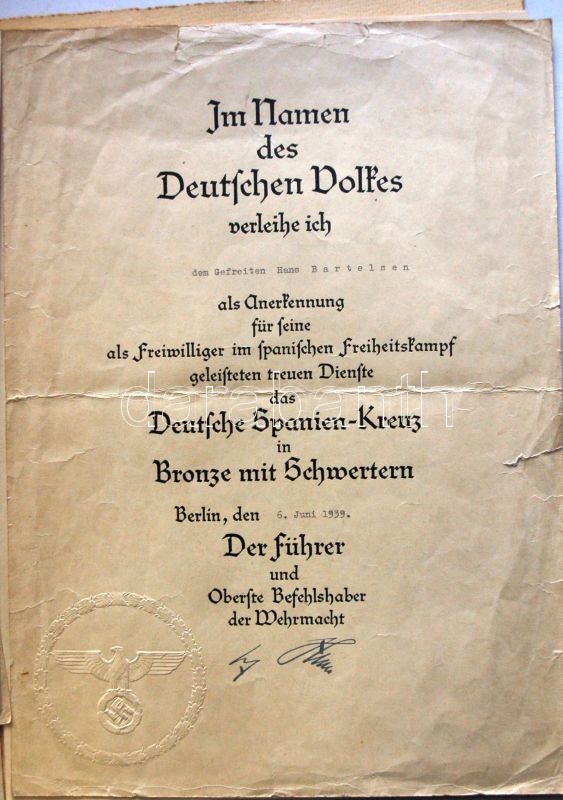 Im Namen
des
Deutschen Volkes
verleihe ich
dem Gefreiten Hans Bartelsen
als Anerkennung
für seine
als Freiwilliger im spanischen Freiheitskampf
geleisteten treuen Dienste
das
darabanth
Deutsche Spanien-Kreuz
in
Bronze mit Schwertern
Berlin, den 6. Juni 1939.
Der Führer
und
Oberste Befehlshaber
der Wehrmacht